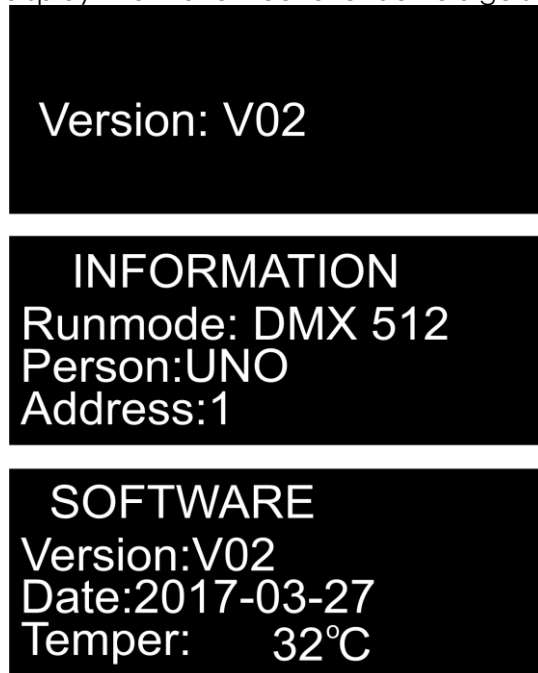 Version: V02
INFORMATION
Runmode: DMX 512
Person:UNO
Address:1
SOFTWARE
Version:V02
Date:2017-03-27
Temper: 32°C